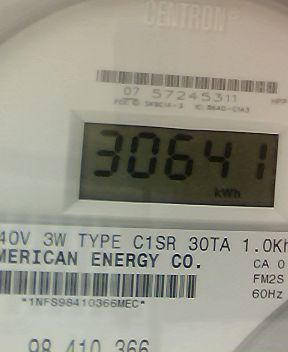 CENTRON®
07 57245311
30641
kWh
40V 3W TYPE C1SR 30TA 1.0Kh
MERICAN ENERGY CO.
CA 0
FM2S
*1NFS98410366MEC*
60Hz
98 410 366